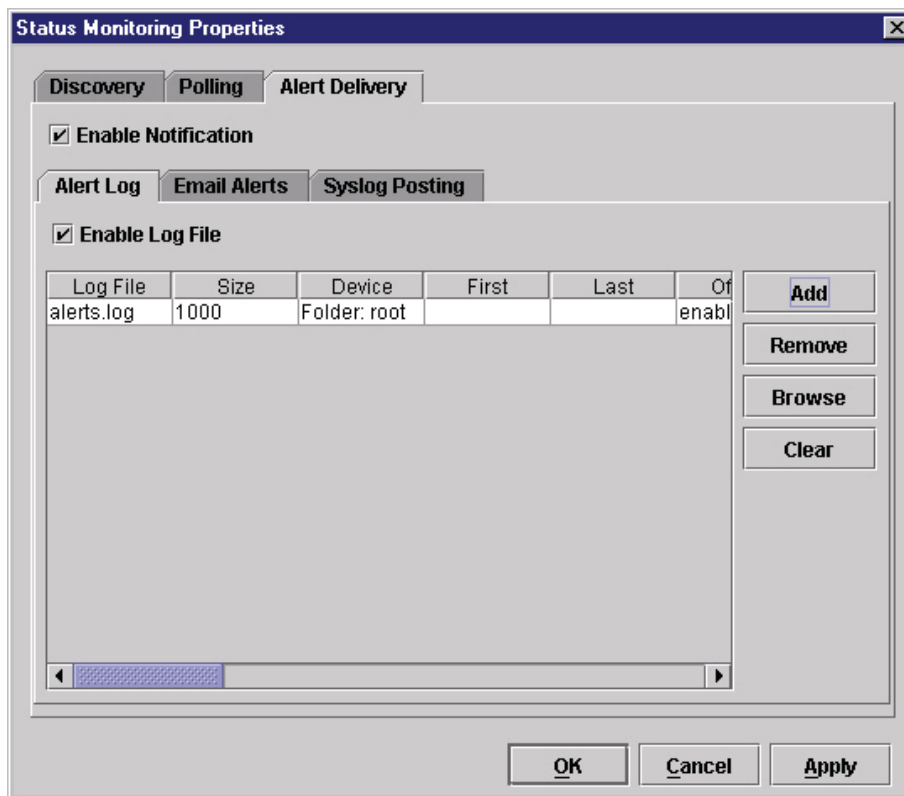 Status Monitoring Properties
Discovery Polling Alert Delivery
Enable Notification
Alert Log Email Alerts Syslog Posting
Enable Log File
Log File Size Device First Last Of
alerts.log 1000 Folder: root enabl
Add
Remove
Browse
Clear
OK Cancel Apply